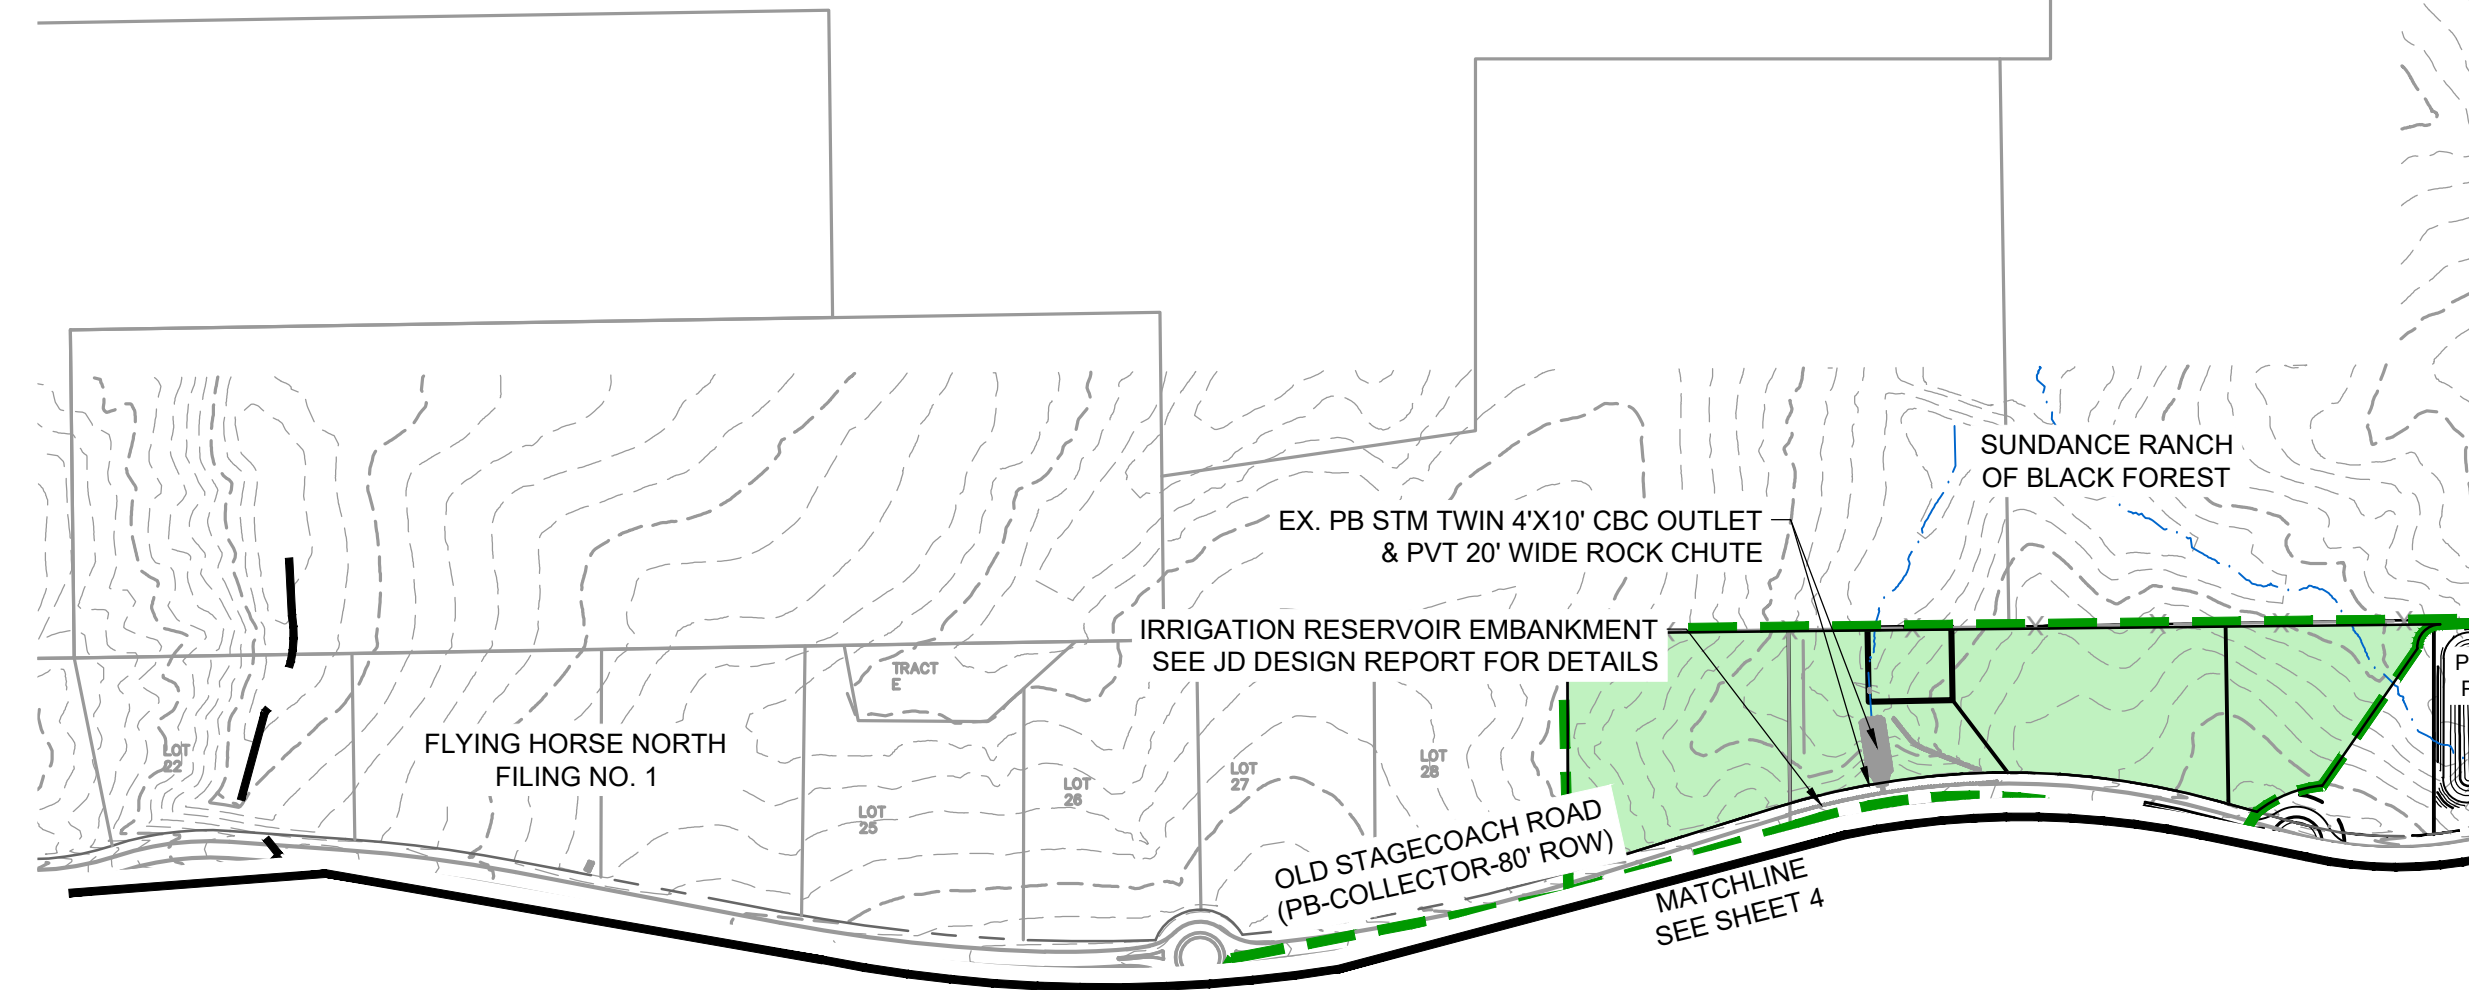 SUNDANCE RANCH
OF BLACK FOREST
EX. PB STM TWIN 4'X10' CBC OUTLET
& PVT 20' WIDE ROCK CHUTE
IRRIGATION RESERVOIR EMBANKMENT
SEE JD DESIGN REPORT FOR DETAILS
TRACT
E
FLYING HORSE NORTH
FILING NO. 1
LOT
22
LOT
25
LOT
26
LOT
27
LOT
28
OLD STAGECOACH ROAD
(PB-COLLECTOR-80' ROW)
MATCHLINE
SEE SHEET 4